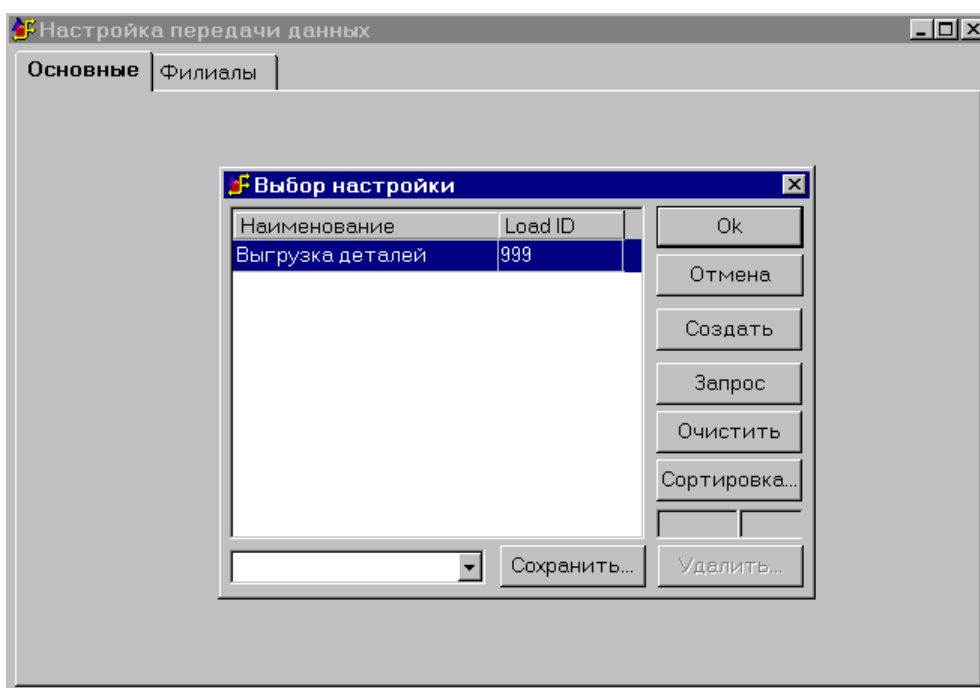 Настройка передачи данных
Основные Филиалы
Выбор настройки
Наименование Load ID
Выгрузка деталей 999
Ok
Отмена
Создать
Запрос
Очистить
Сортировка...
Сохранить... Удалить...